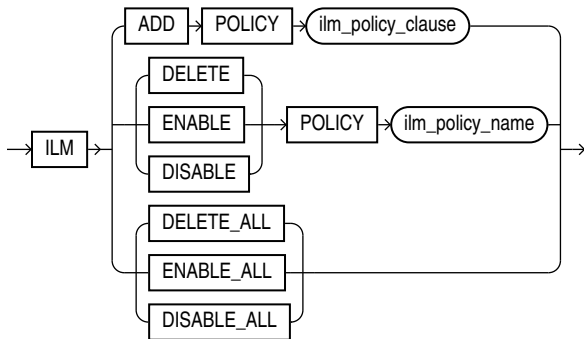 ADD POLICY ilm_policy_clause
DELETE
ENABLE POLICY ilm_policy_name
ILM
DISABLE
DELETE_ALL
ENABLE_ALL
DISABLE_ALL